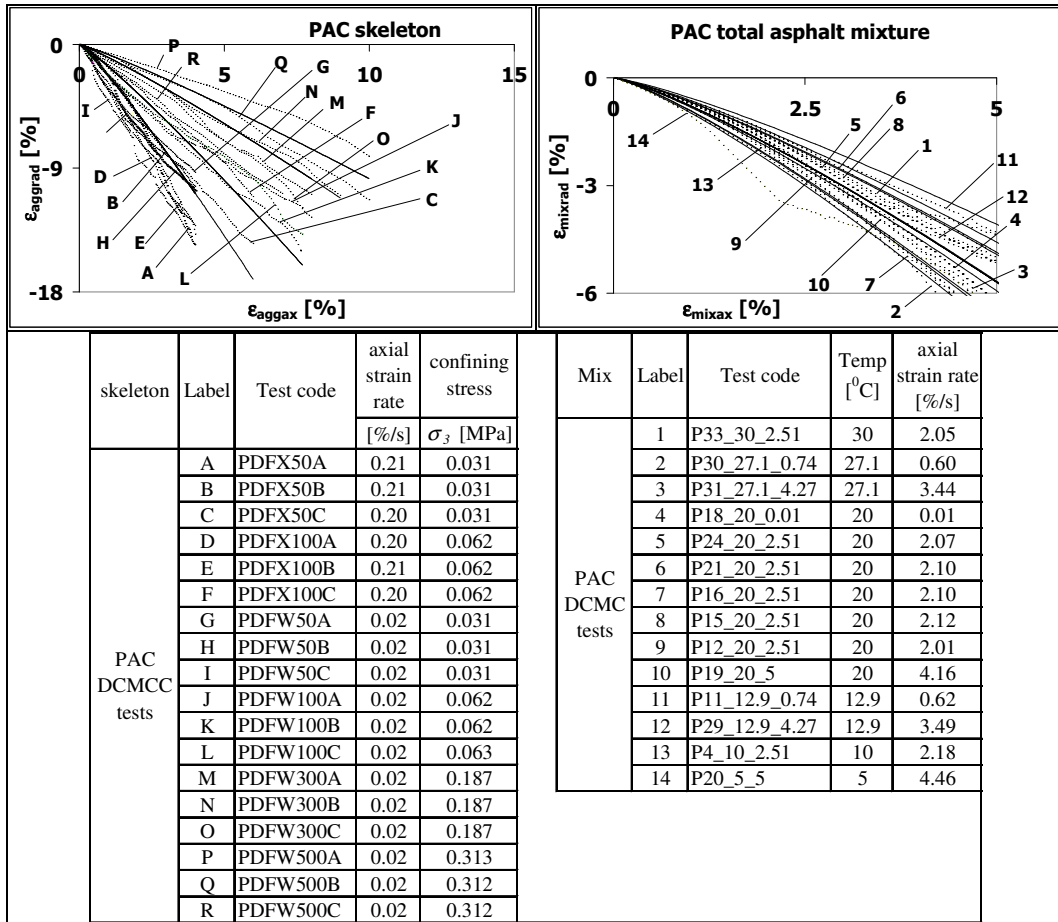 PAC skeleton
0
0 5 10 15
-9
-18
ε_aggrad [%]
ε_aggax [%]
P
R
Q
G
N
M
F
O
J
K
C
I
D
B
H
E
A
L
PAC total asphalt mixture
0
0 2.5 5
-3
-6
ε_mixrad [%]
ε_mixax [%]
14
13
9
5
6
8
1
11
12
4
3
10
7
2
skeleton Label Test code axial strain rate confining stress
[%/s] σ₃ [MPa]
PAC DCMCC tests
A PDFX50A 0.21 0.031
B PDFX50B 0.21 0.031
C PDFX50C 0.20 0.031
D PDFX100A 0.20 0.062
E PDFX100B 0.21 0.062
F PDFX100C 0.20 0.062
G PDFW50A 0.02 0.031
H PDFW50B 0.02 0.031
I PDFW50C 0.02 0.031
J PDFW100A 0.02 0.062
K PDFW100B 0.02 0.062
L PDFW100C 0.02 0.063
M PDFW300A 0.02 0.187
N PDFW300B 0.02 0.187
O PDFW300C 0.02 0.187
P PDFW500A 0.02 0.313
Q PDFW500B 0.02 0.312
R PDFW500C 0.02 0.312
Mix Label Test code Temp [⁰C] axial strain rate [%/s]
PAC DCMC tests
1 P33_30_2.51 30 2.05
2 P30_27.1_0.74 27.1 0.60
3 P31_27.1_4.27 27.1 3.44
4 P18_20_0.01 20 0.01
5 P24_20_2.51 20 2.07
6 P21_20_2.51 20 2.10
7 P16_20_2.51 20 2.10
8 P15_20_2.51 20 2.12
9 P12_20_2.51 20 2.01
10 P19_20_5 20 4.16
11 P11_12.9_0.74 12.9 0.62
12 P29_12.9_4.27 12.9 3.49
13 P4_10_2.51 10 2.18
14 P20_5_5 5 4.46